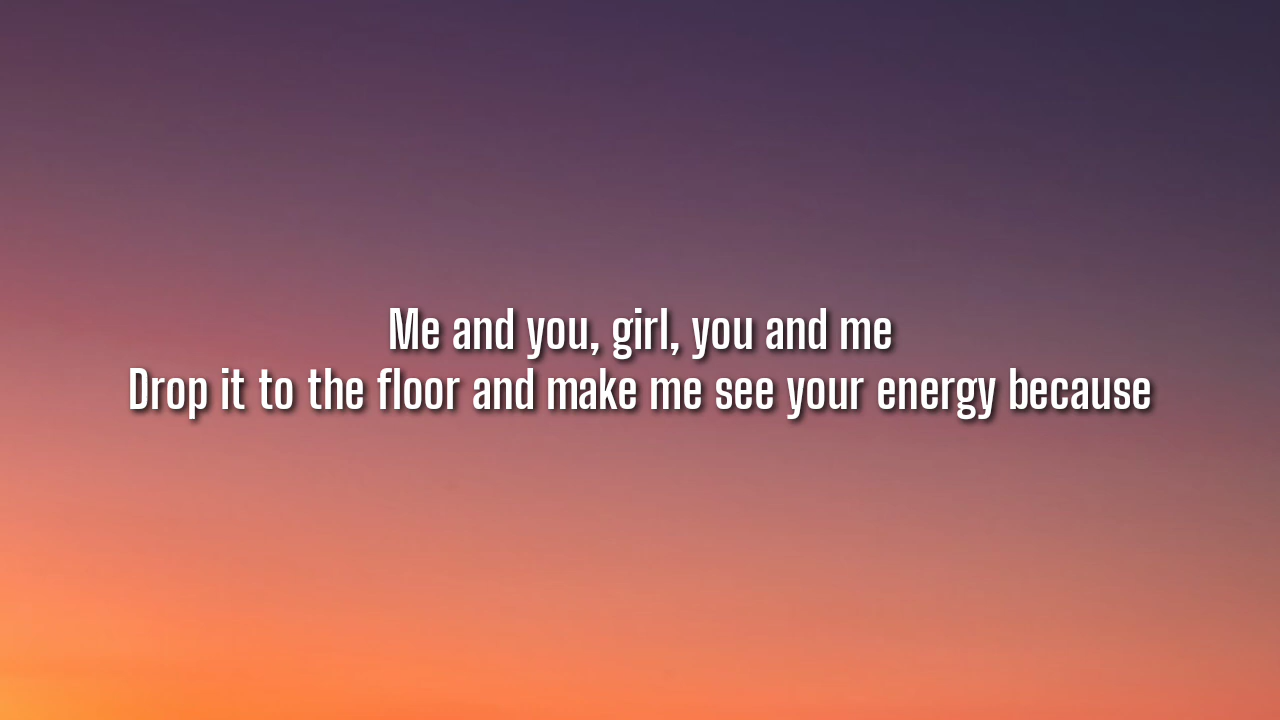 Me and you, girl, you and me
Drop it to the floor and make me see your energy because